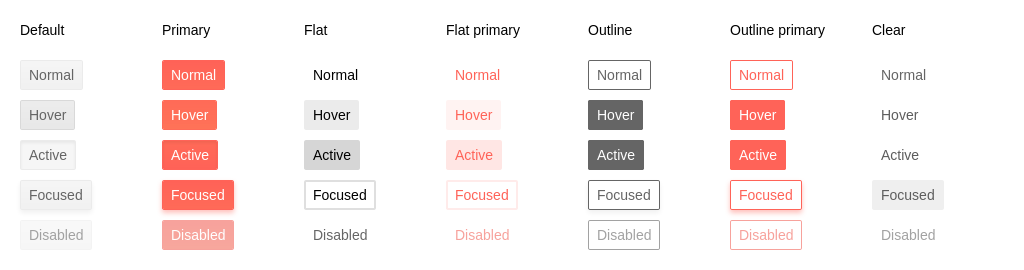 Default Primary Flat Flat primary Outline Outline primary Clear
Normal Normal Normal Normal Normal Normal Normal
Hover Hover Hover Hover Hover Hover Hover
Active Active Active Active Active Active Active
Focused Focused Focused Focused Focused Focused Focused
Disabled Disabled Disabled Disabled Disabled Disabled Disabled